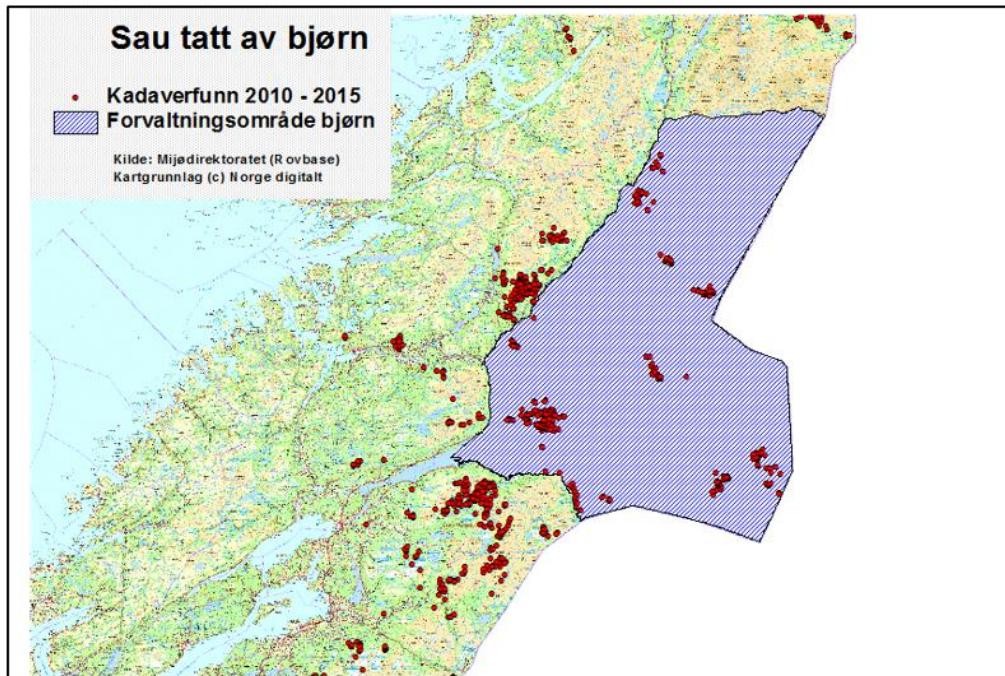 Sau tatt av bjørn
Kadaverfunn 2010 - 2015
Forvaltningsområde bjørn
Kilde: Mijødirektoratet (Rovbase)
Kartgrunnlag (c) Norge digitalt